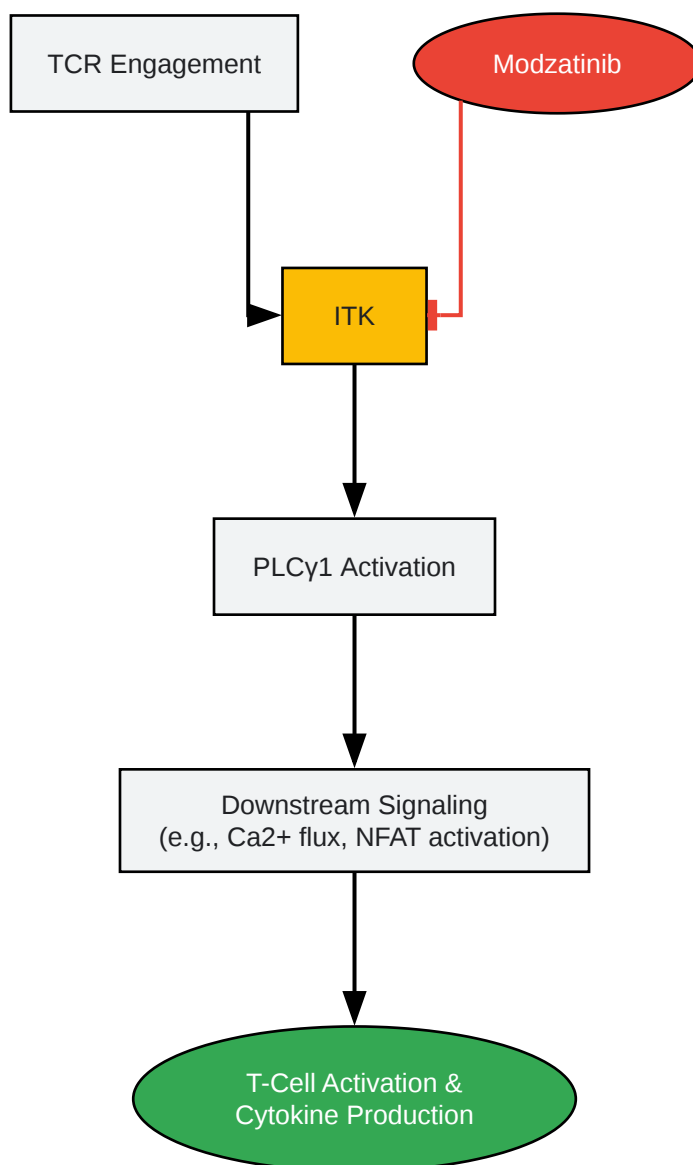 TCR Engagement
Modzatinib
ITK
PLCγ1 Activation
Downstream Signaling
(e.g., Ca2+ flux, NFAT activation)
T-Cell Activation &
Cytokine Production